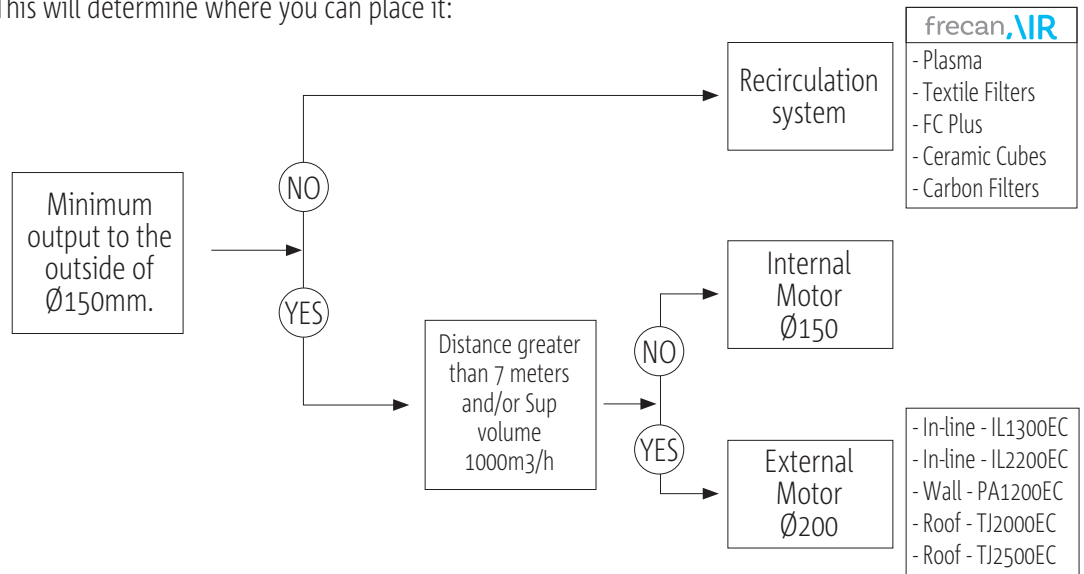 This will determine where you can place it:
frecanAIR
- Plasma
- Textile Filters
- FC Plus
- Ceramic Cubes
- Carbon Filters
Recirculation
system
NO
Minimum
output to the
outside of
Ø150mm.
YES
Internal
Motor
Ø150
Distance greater
than 7 meters
and/or Sup
volume
1000m3/h
NO
YES
External
Motor
Ø200
- In-line - IL1300EC
- In-line - IL2200EC
- Wall - PA1200EC
- Roof - TJ2000EC
- Roof - TJ2500EC